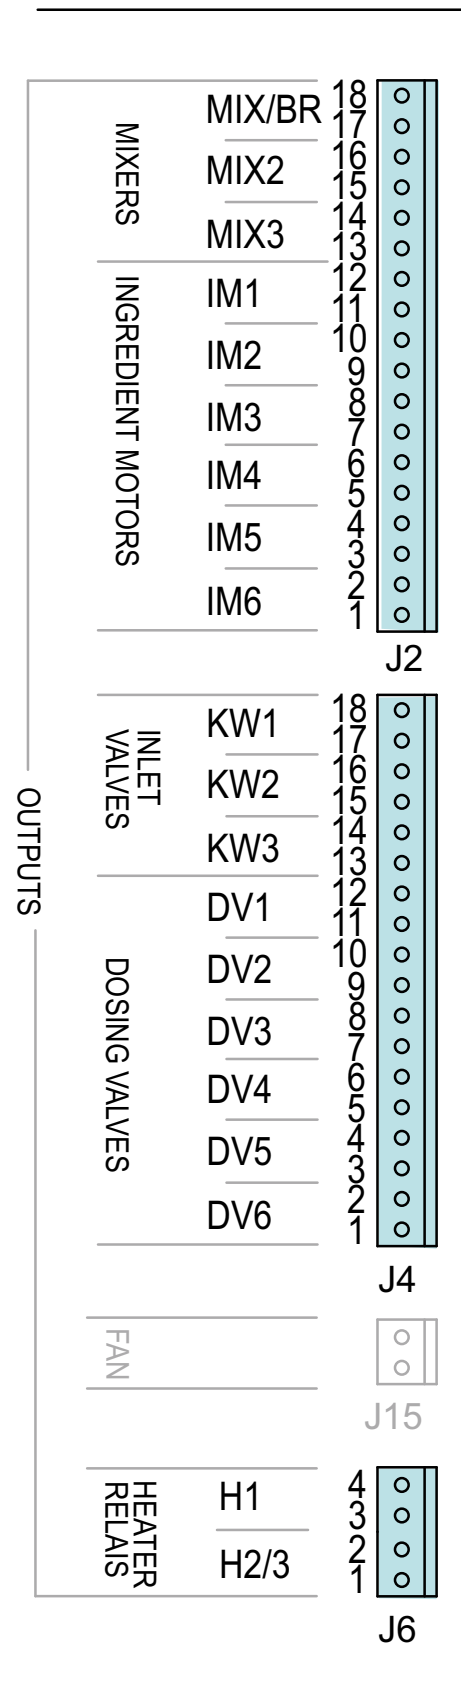 MIXERS
MIX/BR 18
17
MIX2 16
15
MIX3 14
13
INGREDIENT MOTORS
IM1 12
11
IM2 10
9
IM3 8
7
IM4 6
5
IM5 4
3
IM6 2
1
J2
OUTPUTS
INLET
VALVES
KW1 18
17
KW2 16
15
KW3 14
13
DOSING VALVES
DV1 12
11
DV2 10
9
DV3 8
7
DV4 6
5
DV5 4
3
DV6 2
1
J4
FAN
J15
HEATER
RELAIS
H1 4
3
H2/3 2
1
J6